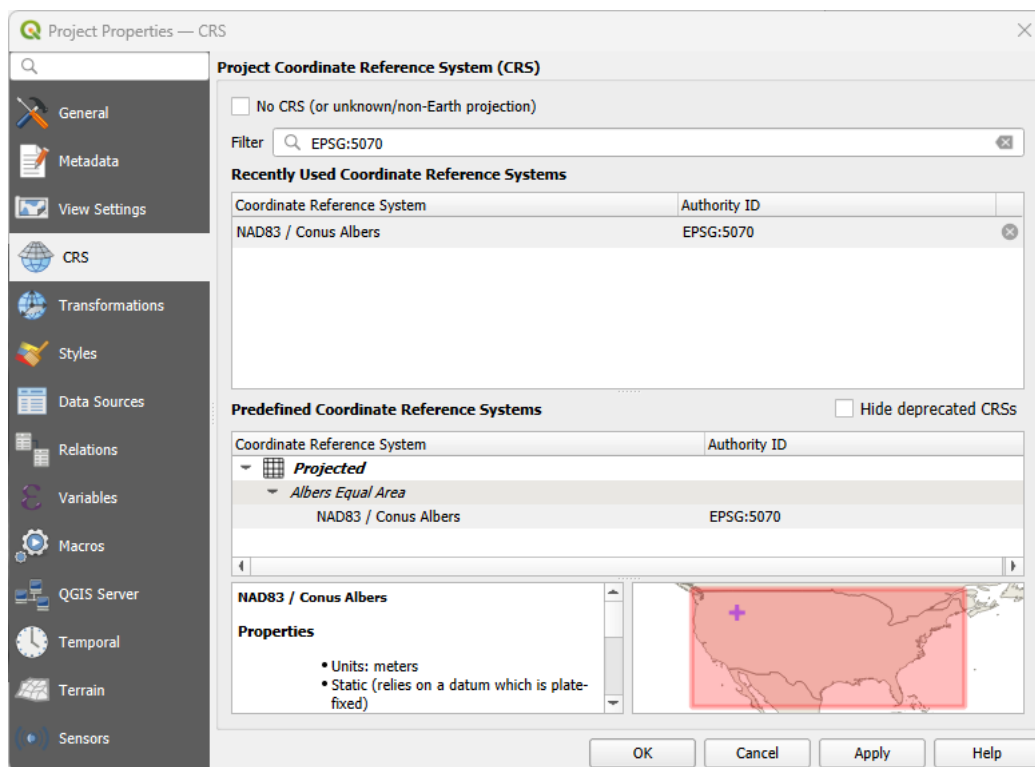 Project Properties — CRS
General
Metadata
View Settings
CRS
Transformations
Styles
Data Sources
Relations
Variables
Macros
QGIS Server
Temporal
Terrain
Sensors
Project Coordinate Reference System (CRS)
No CRS (or unknown/non-Earth projection)
Filter EPSG:5070
Recently Used Coordinate Reference Systems
Coordinate Reference System Authority ID
NAD83 / Conus Albers EPSG:5070
Predefined Coordinate Reference Systems Hide deprecated CRSs
Coordinate Reference System Authority ID
Projected
Albers Equal Area
NAD83 / Conus Albers EPSG:5070
NAD83 / Conus Albers
Properties
• Units: meters
• Static (relies on a datum which is plate-
fixed)
OK Cancel Apply Help